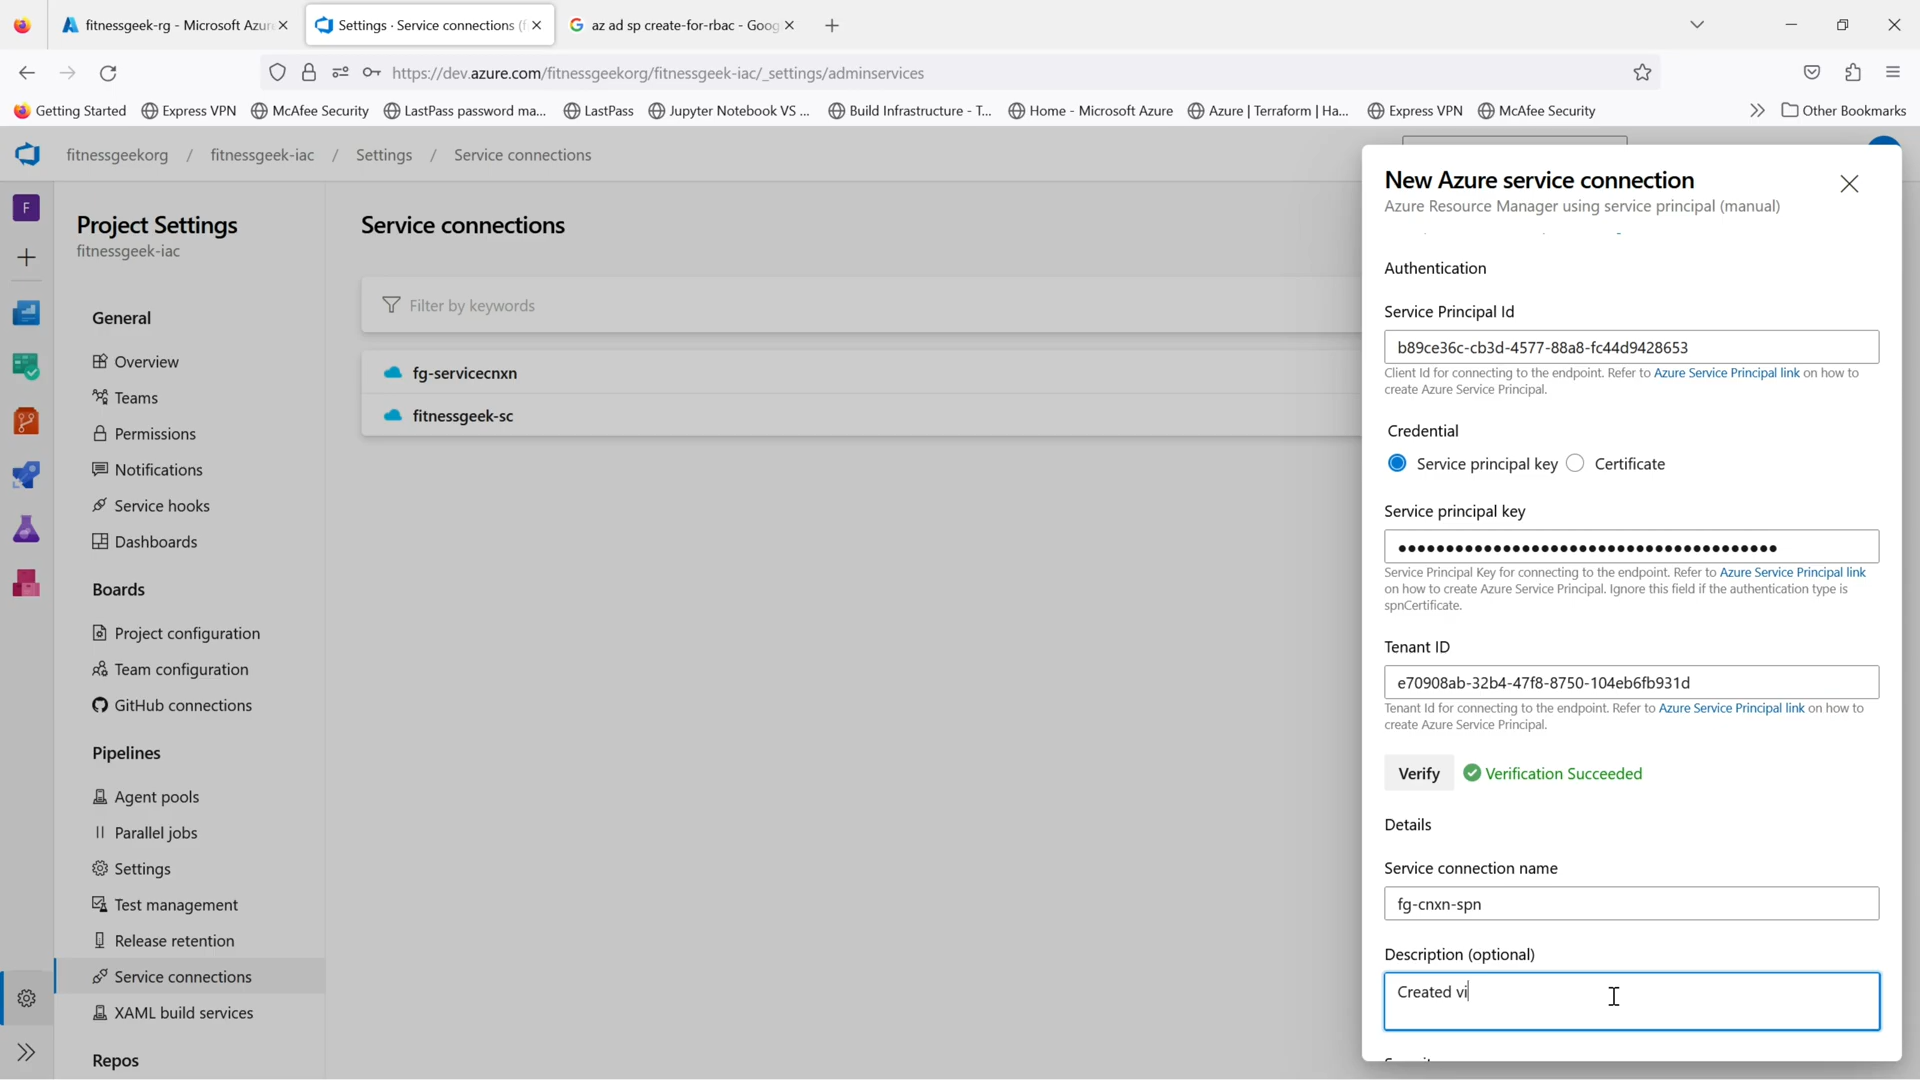 fitnessgeek-rg - Microsoft Azur
Settings · Service connections (f
az ad sp create-for-rbac - Goog
https://dev.azure.com/fitnessgeekorg/fitnessgeek-iac/_settings/adminservices
Getting Started
Express VPN
McAfee Security
LastPass password ma...
LastPass
Jupyter Notebook VS ...
Build Infrastructure - T...
Home - Microsoft Azure
Azure | Terraform | Ha...
Express VPN
McAfee Security
Other Bookmarks
fitnessgeekorg / fitnessgeek-iac / Settings / Service connections
F
Project Settings
fitnessgeek-iac
General
Overview
Teams
Permissions
Notifications
Service hooks
Dashboards
Boards
Project configuration
Team configuration
GitHub connections
Pipelines
Agent pools
Parallel jobs
Settings
Test management
Release retention
Service connections
XAML build services
Repos
Service connections
Filter by keywords
fg-servicecnxn
fitnessgeek-sc
New Azure service connection
Azure Resource Manager using service principal (manual)
Authentication
Service Principal Id
b89ce36c-cb3d-4577-88a8-fc44d9428653
Client Id for connecting to the endpoint. Refer to Azure Service Principal link on how to
create Azure Service Principal.
Credential
Service principal key
Certificate
Service principal key
Service Principal Key for connecting to the endpoint. Refer to Azure Service Principal link
on how to create Azure Service Principal. Ignore this field if the authentication type is
spnCertificate.
Tenant ID
e70908ab-32b4-47f8-8750-104eb6fb931d
Tenant Id for connecting to the endpoint. Refer to Azure Service Principal link on how to
create Azure Service Principal.
Verify
Verification Succeeded
Details
Service connection name
fg-cnxn-spn
Description (optional)
Created vi